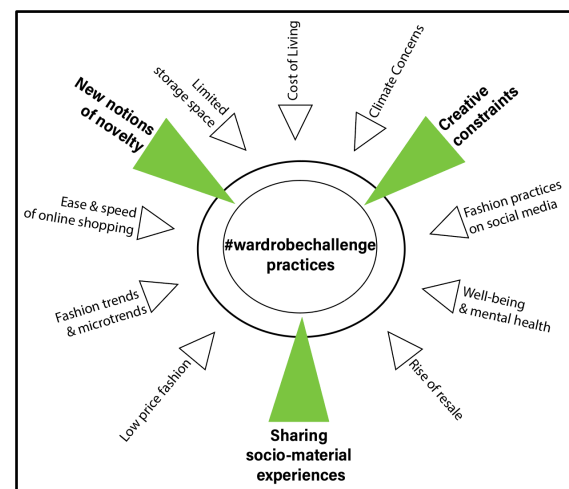 New notions
of novelty
Limited
storage space
Cost of Living
Climate Concerns
Creative
constraints
Ease & speed
of online shopping
#wardrobechallenge
practices
Fashion practices
on social media
Fashion trends
& microtrends
Well-being
& mental health
Low price fashion
Rise of resale
Sharing
socio-material
experiences